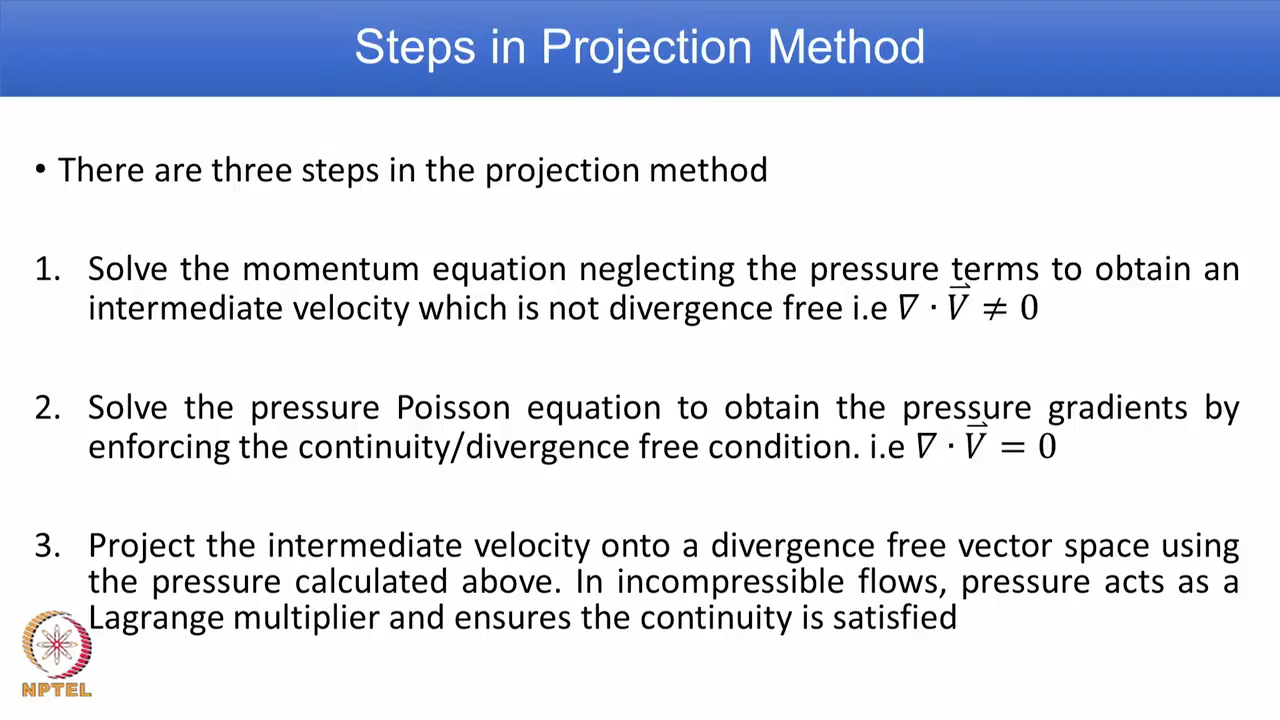 Steps in Projection Method
• There are three steps in the projection method
1. Solve the momentum equation neglecting the pressure terms to obtain an
intermediate velocity which is not divergence free i.e ∇ · V⃗ ≠ 0
2. Solve the pressure Poisson equation to obtain the pressure gradients by
enforcing the continuity/divergence free condition. i.e ∇ · V⃗ = 0
3. Project the intermediate velocity onto a divergence free vector space using
the pressure calculated above. In incompressible flows, pressure acts as a
Lagrange multiplier and ensures the continuity is satisfied
NPTEL